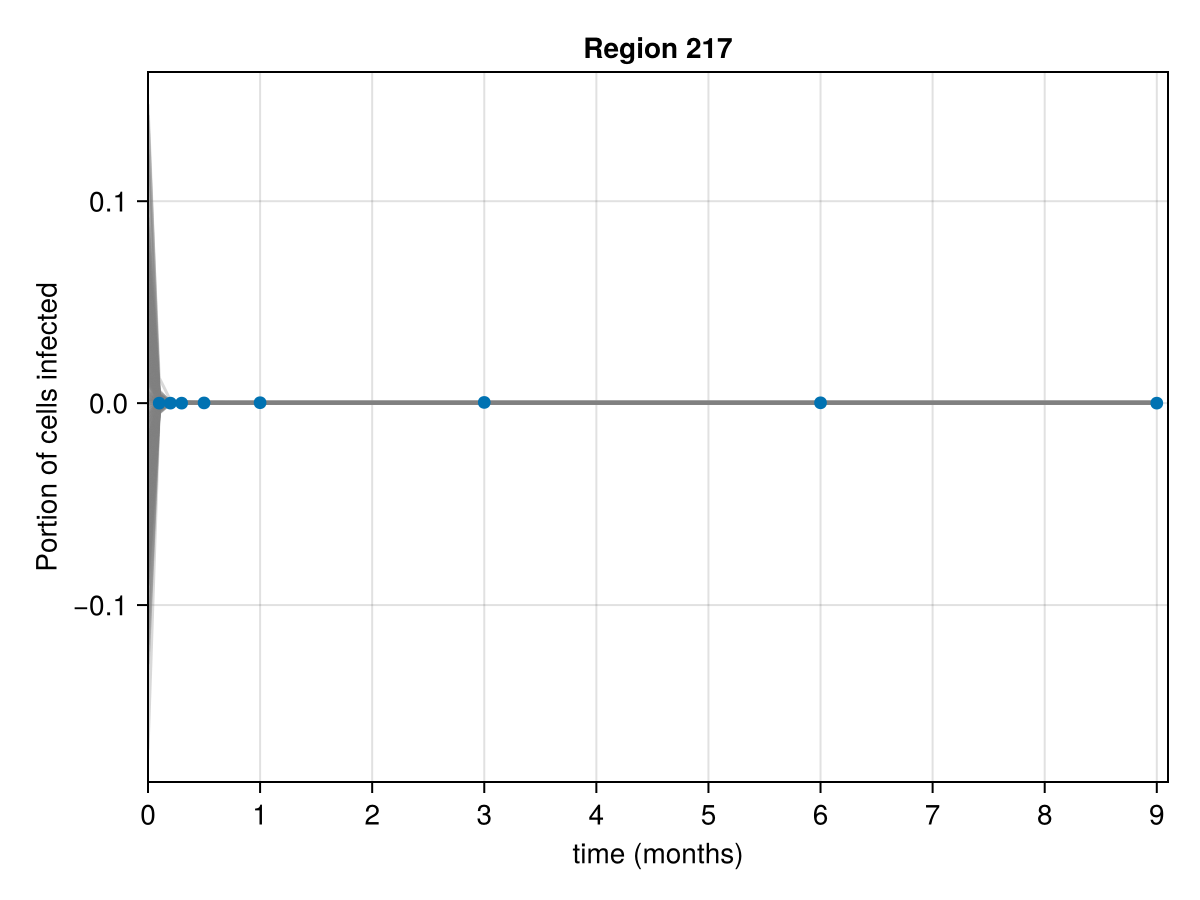 Region 217
Portion of cells infected
0.1
0.0
−0.1
0 1 2 3 4 5 6 7 8 9
time (months)